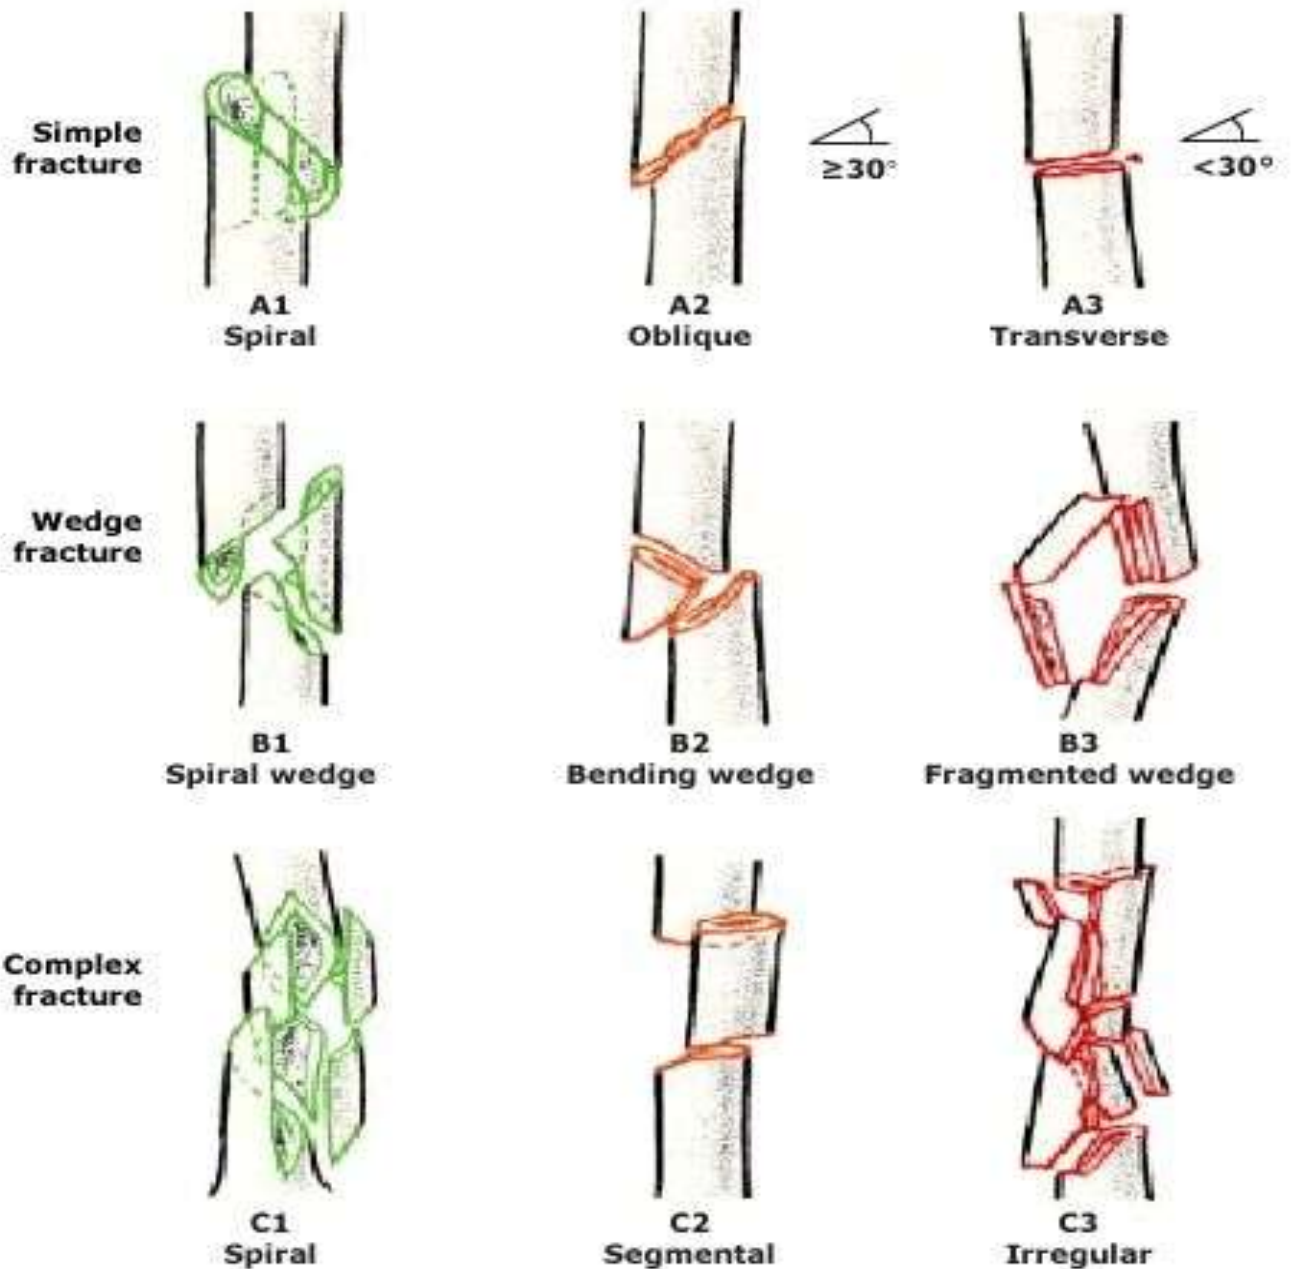 Simple
fracture
≥30°
<30°
A1
Spiral
A2
Oblique
A3
Transverse
Wedge
fracture
B1
Spiral wedge
B2
Bending wedge
B3
Fragmented wedge
Complex
fracture
C1
Spiral
C2
Segmental
C3
Irregular